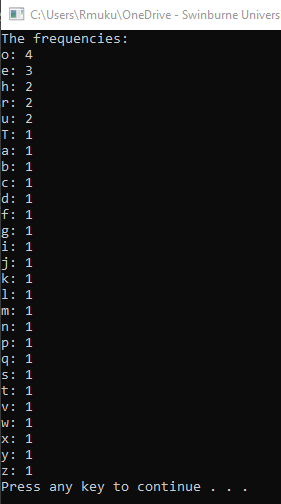 C:\Users\Rmuku\OneDrive - Swinburne Univers
The frequencies:
o: 4
e: 3
h: 2
r: 2
u: 2
T: 1
a: 1
b: 1
c: 1
d: 1
f: 1
g: 1
i: 1
j: 1
k: 1
l: 1
m: 1
n: 1
p: 1
q: 1
s: 1
t: 1
v: 1
w: 1
x: 1
y: 1
z: 1
Press any key to continue . . .